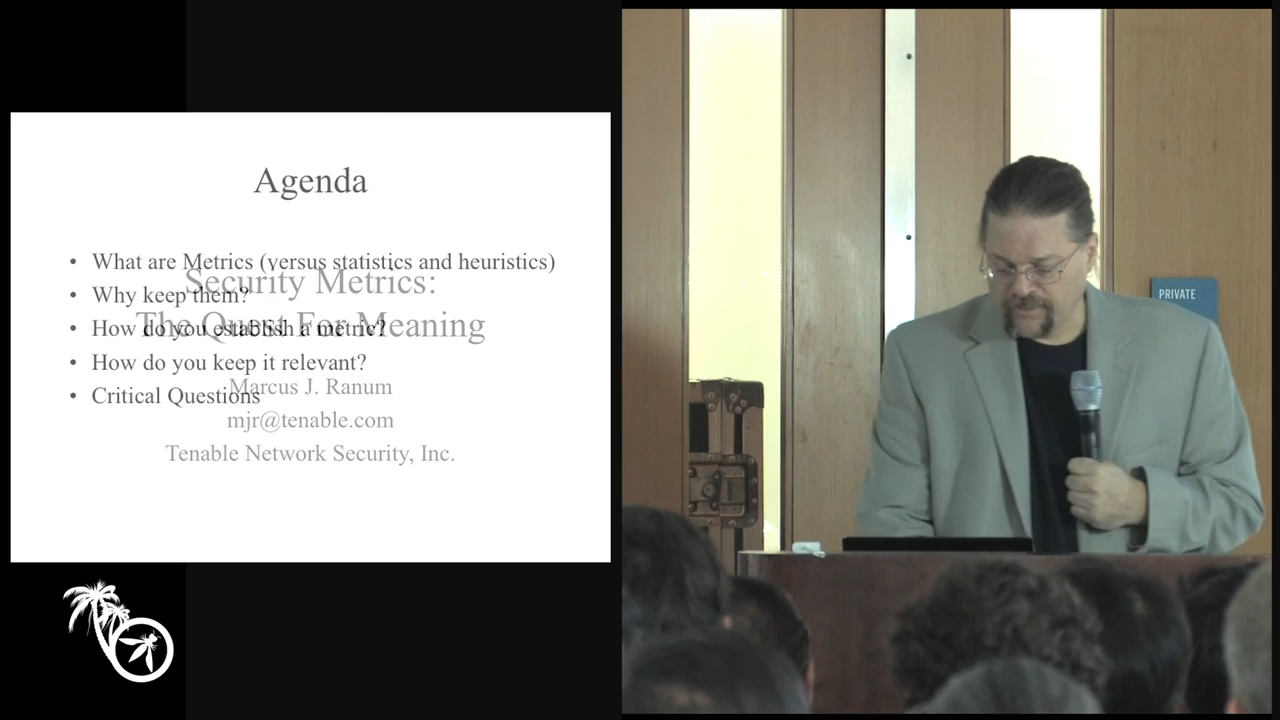 Agenda
• What are Metrics (versus statistics and heuristics)
Security Metrics:
• Why keep them?
• How do you establish a metric?
The Quest For Meaning
• How do you keep it relevant?
Marcus J. Ranum
• Critical Questions
mjr@tenable.com
Tenable Network Security, Inc.
PRIVATE